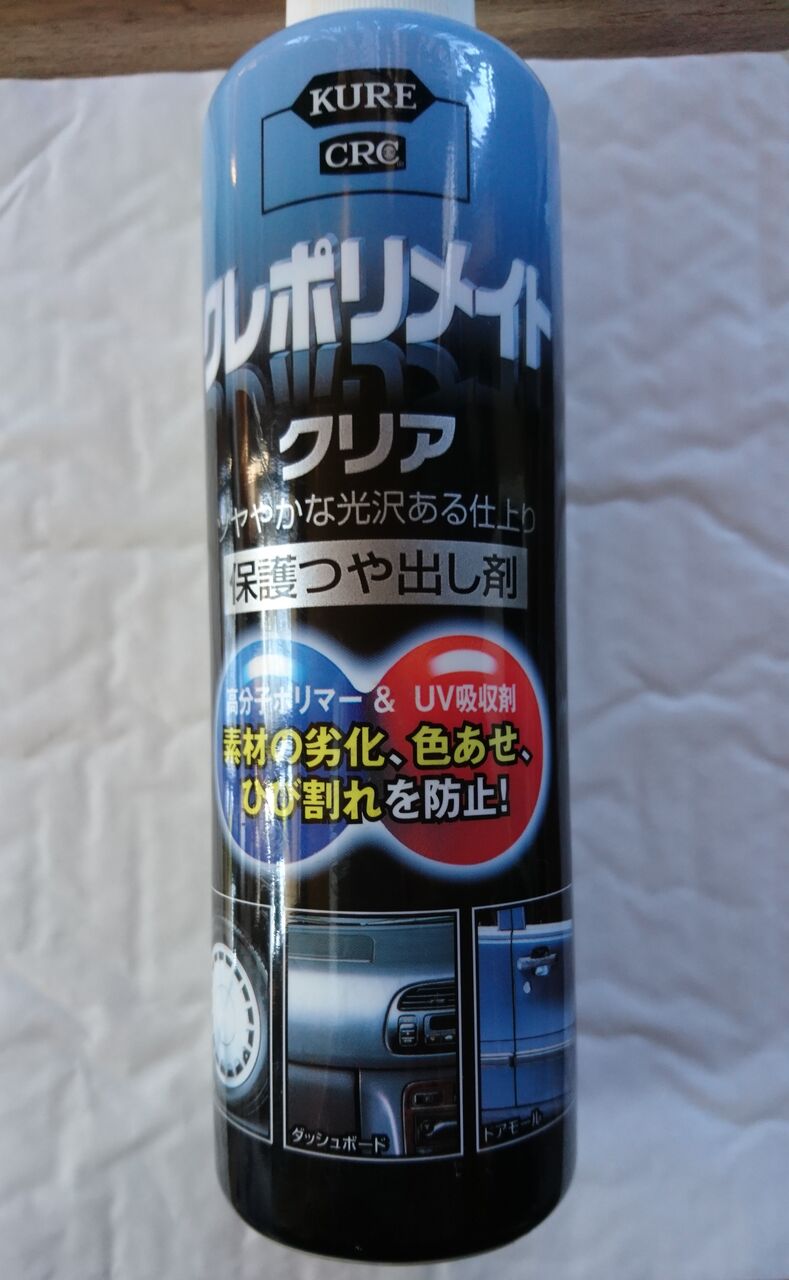 KURE
CRC
クレポリメイト
クリア
ツヤやかな光沢ある仕上り
保護つや出し剤
高分子ポリマー & UV吸収剤
素材の劣化、色あせ、
ひび割れを防止!
ダッシュボード
ドアモール